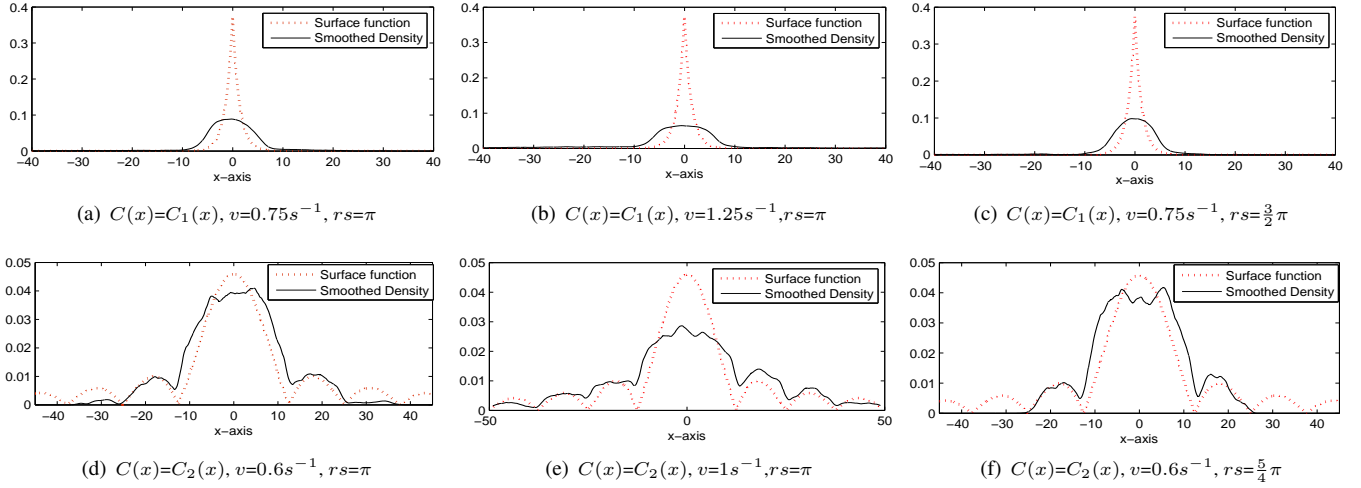 0.4
0.3
0.2
0.1
0
−40 −30 −20 −10 0 10 20 30 40
x−axis
Surface function
Smoothed Density
(a) C(x)=C₁(x), v=0.75s⁻¹, rs=π
0.4
0.3
0.2
0.1
0
−40 −30 −20 −10 0 10 20 30 40
x−axis
Surface function
Smoothed Density
(b) C(x)=C₁(x), v=1.25s⁻¹,rs=π
0.4
0.3
0.2
0.1
0
−40 −30 −20 −10 0 10 20 30 40
x−axis
Surface function
Smoothed Density
(c) C(x)=C₁(x), v=0.75s⁻¹, rs=3/2π
0.05
0.04
0.03
0.02
0.01
0
−40 −30 −20 −10 0 10 20 30 40
x−axis
Surface function
Smoothed Density
(d) C(x)=C₂(x), v=0.6s⁻¹, rs=π
0.05
0.04
0.03
0.02
0.01
0
−50 0 50
x−axis
Surface function
Smoothed Density
(e) C(x)=C₂(x), v=1s⁻¹,rs=π
0.05
0.04
0.03
0.02
0.01
0
−40 −30 −20 −10 0 10 20 30 40
x−axis
Surface function
Smoothed Density
(f) C(x)=C₂(x), v=0.6s⁻¹, rs=5/4π